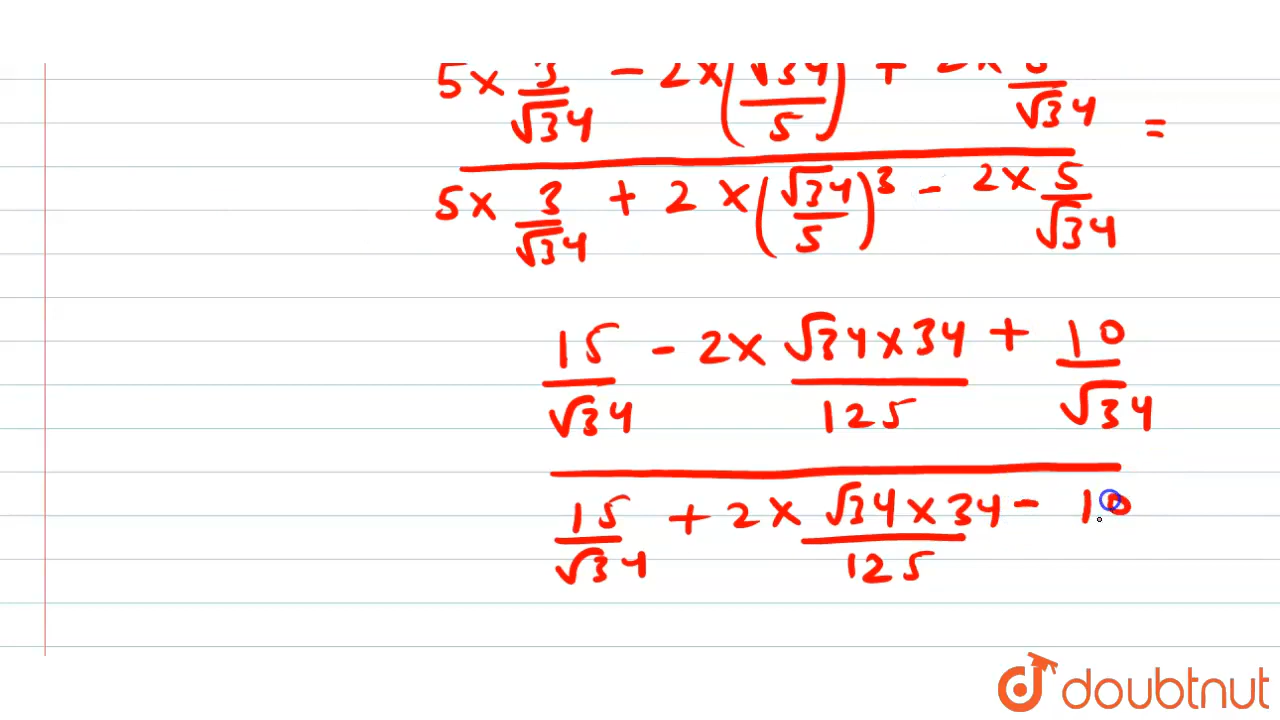 5 × 3/√34 − 2 × (√34/5) + 2 × /√34 =
5 × 3/√34 + 2 × (√34/5)³ − 2 × 5/√34
15/√34 − 2 × √34 × 34/125 + 10/√34
15/√34 + 2 × √34 × 34/125 − 10
doubtnut